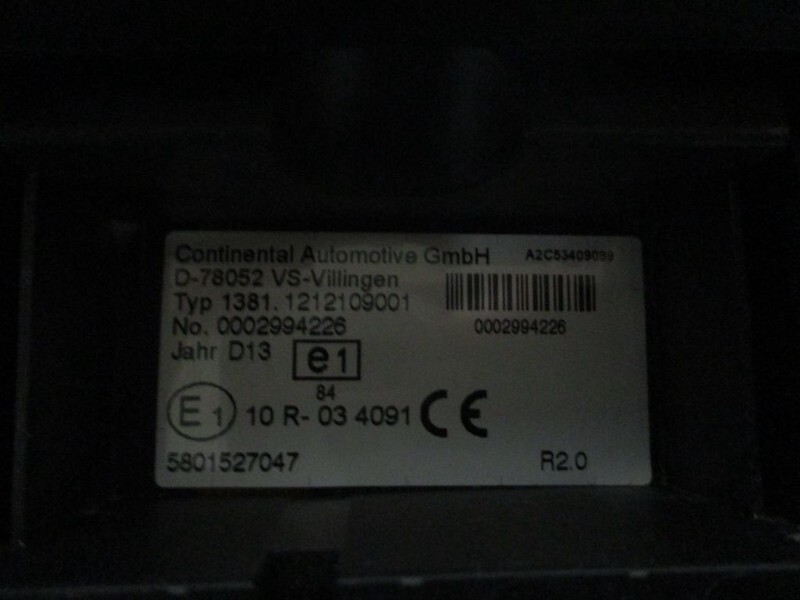 Continental Automotive GmbH A2C53409089
D-78052 VS-Villingen
Typ 1381.1212109001
No. 0002994226 0002994226
Jahr D13 e1
84
E1 10 R- 03 4091 CE
5801527047 R2.0